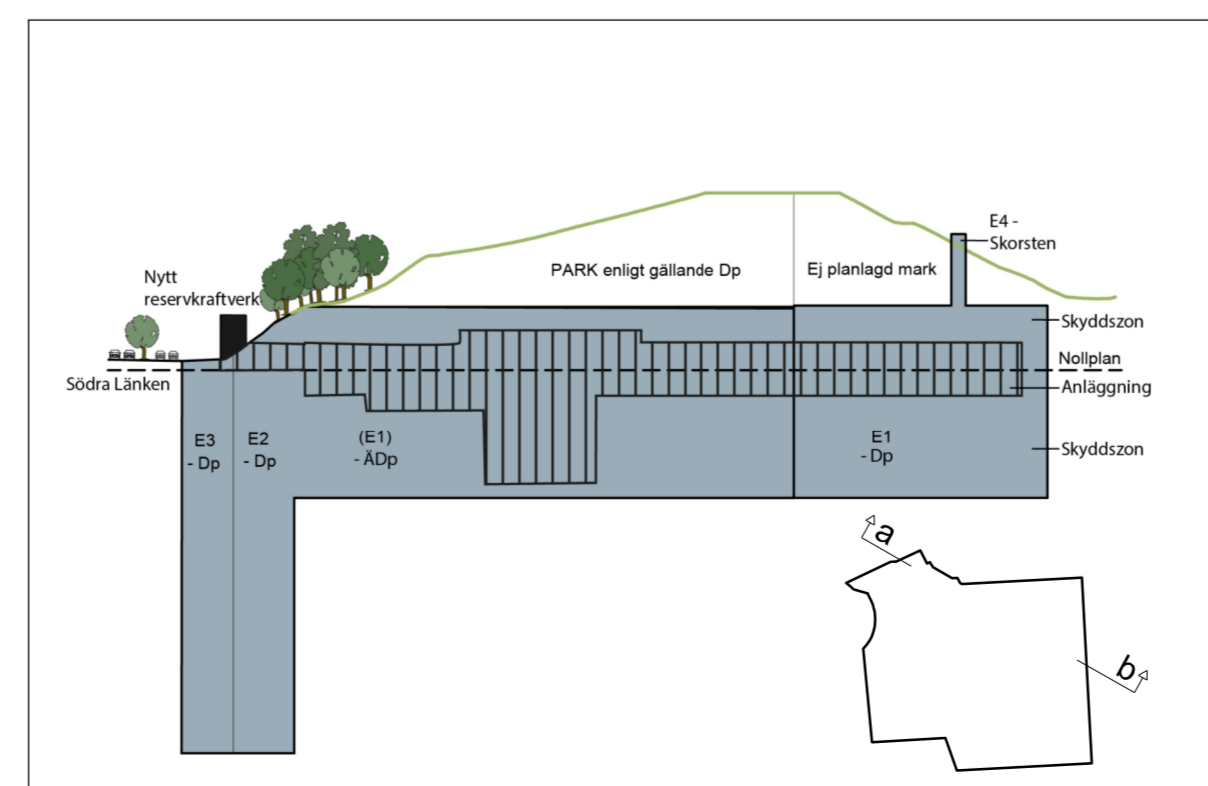 E4 -
Skorsten
PARK enligt gällande Dp
Ej planlagd mark
Nytt
reservkraftverk
Skyddszon
Nollplan
Södra Länken
Anläggning
E3
- Dp
E2
- Dp
(E1)
- ÄDp
E1
- Dp
Skyddszon
a
b